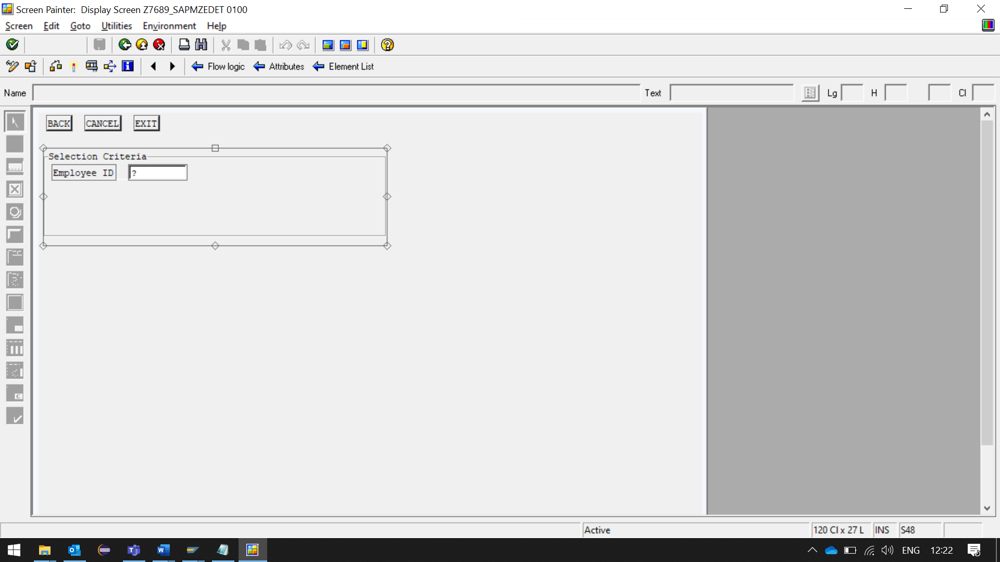 Screen Painter: Display Screen Z7689_SAPMZEDET 0100
Screen Edit Goto Utilities Environment Help
Flow logic Attributes Element List
Name Text Lg H Cl
BACK CANCEL EXIT
Selection Criteria
Employee ID ?
Active 120 Cl x 27 L INS S48
ENG 12:22